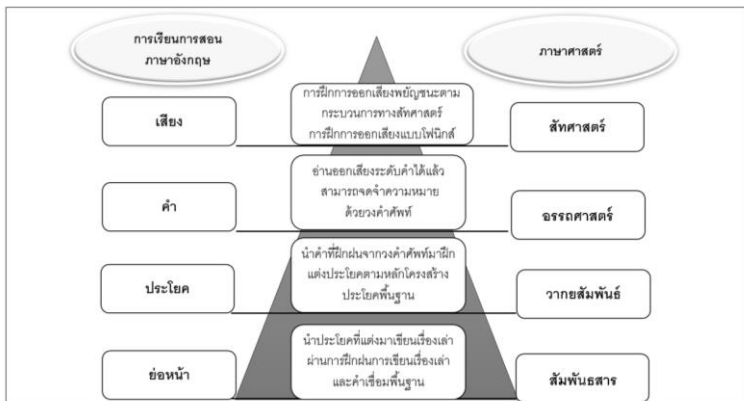 การเรียนการสอน
ภาษาอังกฤษ
ภาษาศาสตร์
เสียง
การฝึกการออกเสียงพยัญชนะตาม
กระบวนการทางสัทศาสตร์
การฝึกการออกเสียงแบบโฟนิกส์
สัทศาสตร์
คำ
อ่านออกเสียงระดับคำได้แล้ว
สามารถจดจำความหมาย
ด้วยวงคำศัพท์
อรรถศาสตร์
ประโยค
นำคำที่ฝึกฝนจากวงคำศัพท์มาฝึก
แต่งประโยคตามหลักโครงสร้าง
ประโยคพื้นฐาน
วากยสัมพันธ์
ย่อหน้า
นำประโยคที่แต่งมาเขียนเรื่องเล่า
ผ่านการฝึกฝนการเขียนเรื่องเล่า
และคำเชื่อมพื้นฐาน
สัมพันธสาร